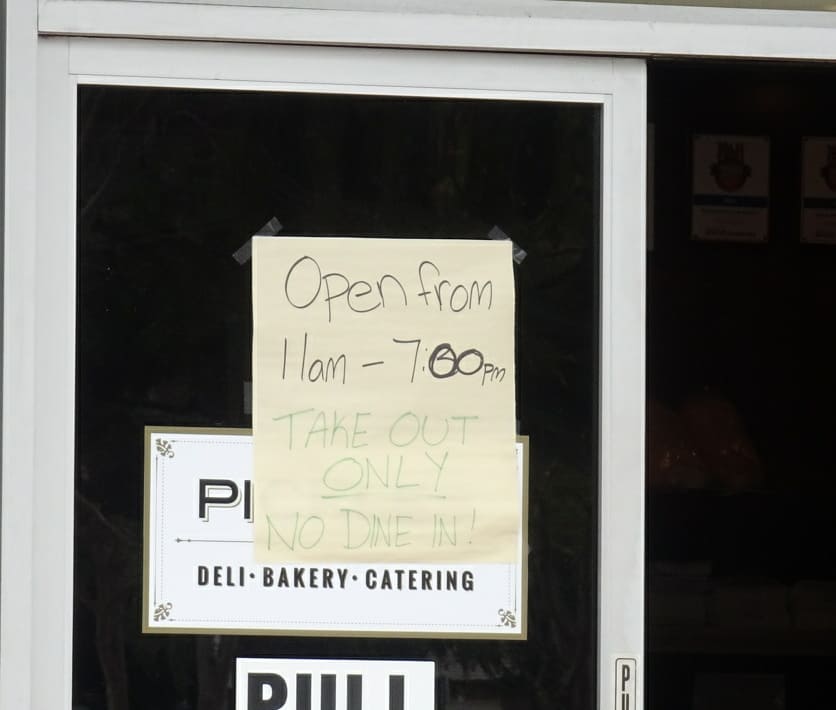 Open from
11am - 7:00pm
TAKE OUT
ONLY
NO DINE IN!
DELI · BAKERY · CATERING
PULL